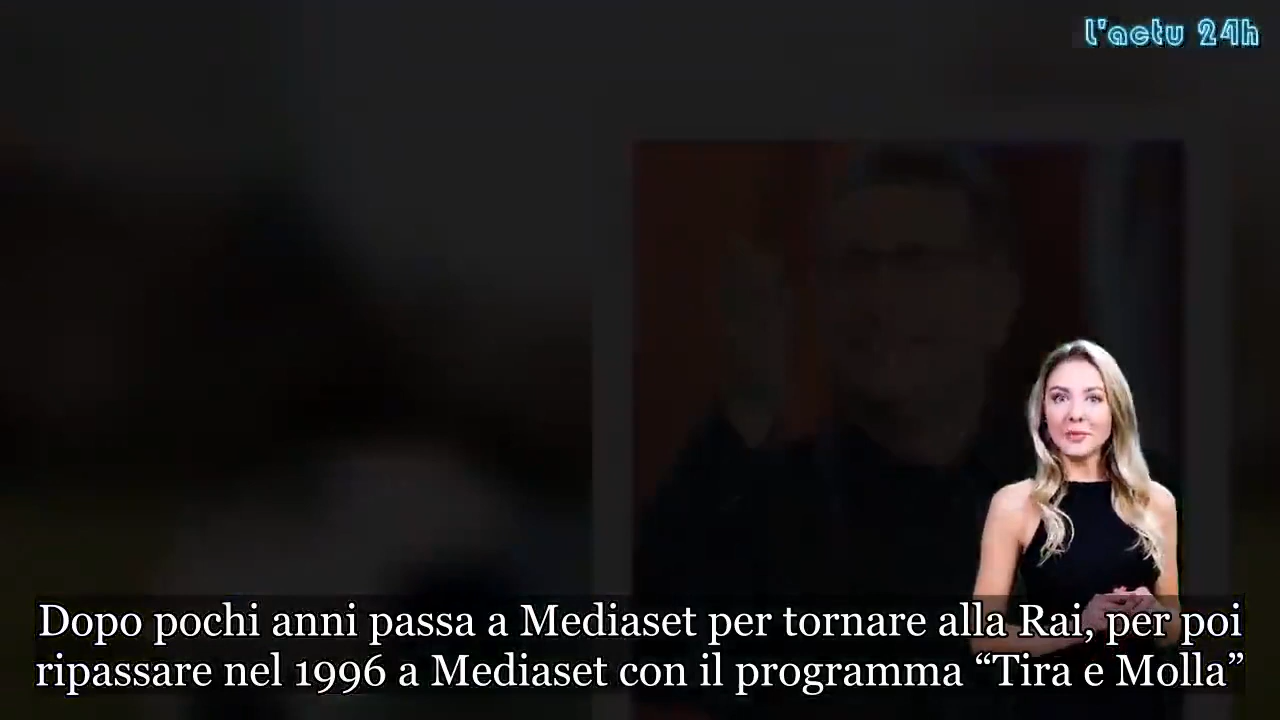 l'actu 24h
Dopo pochi anni passa a Mediaset per tornare alla Rai, per poi
ripassare nel 1996 a Mediaset con il programma “Tira e Molla”